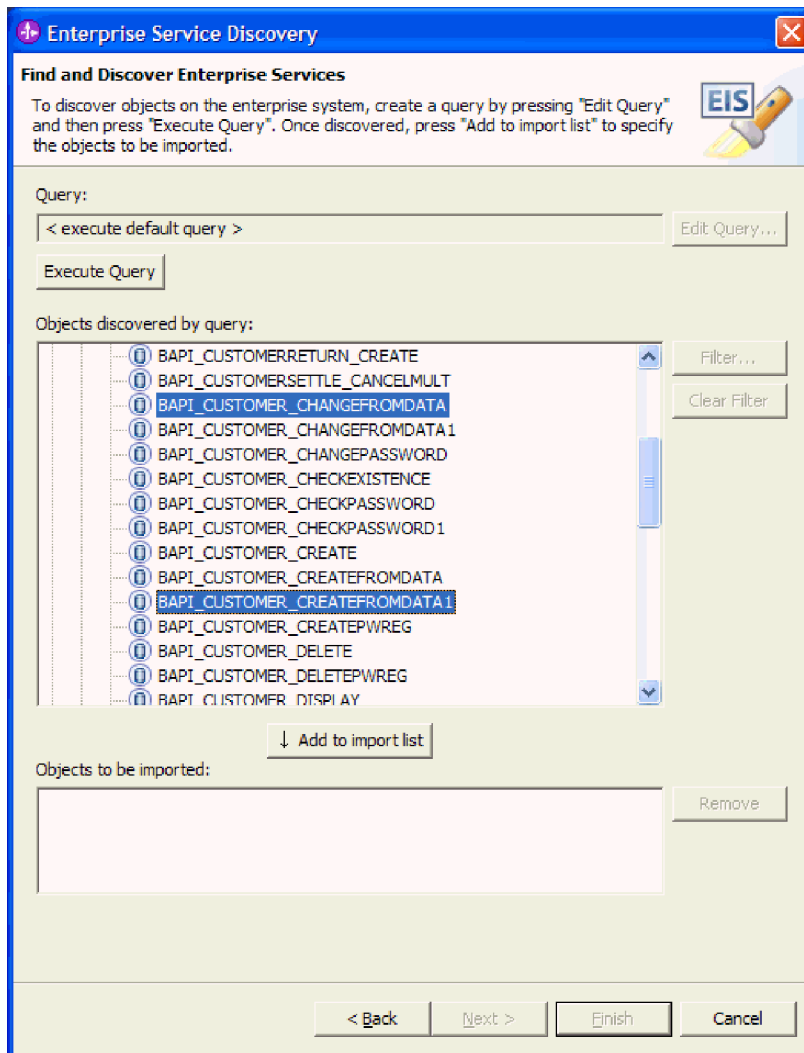 Enterprise Service Discovery
Find and Discover Enterprise Services
To discover objects on the enterprise system, create a query by pressing "Edit Query"
and then press "Execute Query". Once discovered, press "Add to import list" to specify
the objects to be imported.
EIS
Query:
< execute default query >
Edit Query...
Execute Query
Objects discovered by query:
BAPI_CUSTOMERRETURN_CREATE
BAPI_CUSTOMERSETTLE_CANCELMULT
BAPI_CUSTOMER_CHANGEFROMDATA
BAPI_CUSTOMER_CHANGEFROMDATA1
BAPI_CUSTOMER_CHANGEPASSWORD
BAPI_CUSTOMER_CHECKEXISTENCE
BAPI_CUSTOMER_CHECKPASSWORD
BAPI_CUSTOMER_CHECKPASSWORD1
BAPI_CUSTOMER_CREATE
BAPI_CUSTOMER_CREATEFROMDATA
BAPI_CUSTOMER_CREATEFROMDATA1
BAPI_CUSTOMER_CREATEPWREG
BAPI_CUSTOMER_DELETE
BAPI_CUSTOMER_DELETEPWREG
BAPI_CUSTOMER_DISPLAY
Filter...
Clear Filter
↓ Add to import list
Objects to be imported:
Remove
< Back
Next >
Finish
Cancel